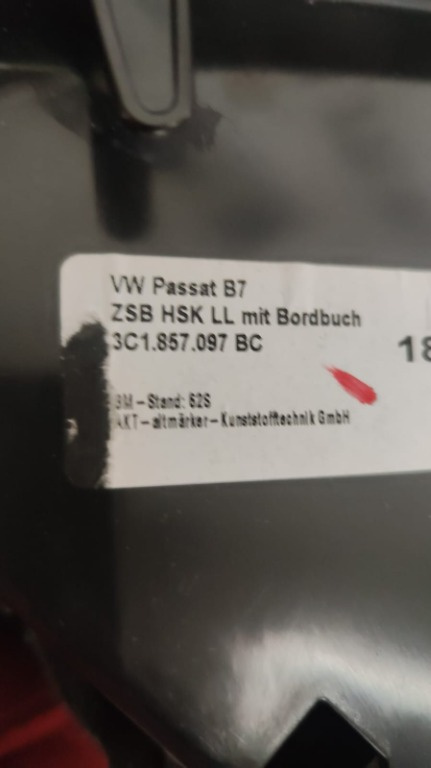 VW Passat B7
ZSB HSK LL mit Bordbuch
3C1.857.097 BC
18
-Stand: 62S
AKT-altmärker-Kunststofftechnik GmbH